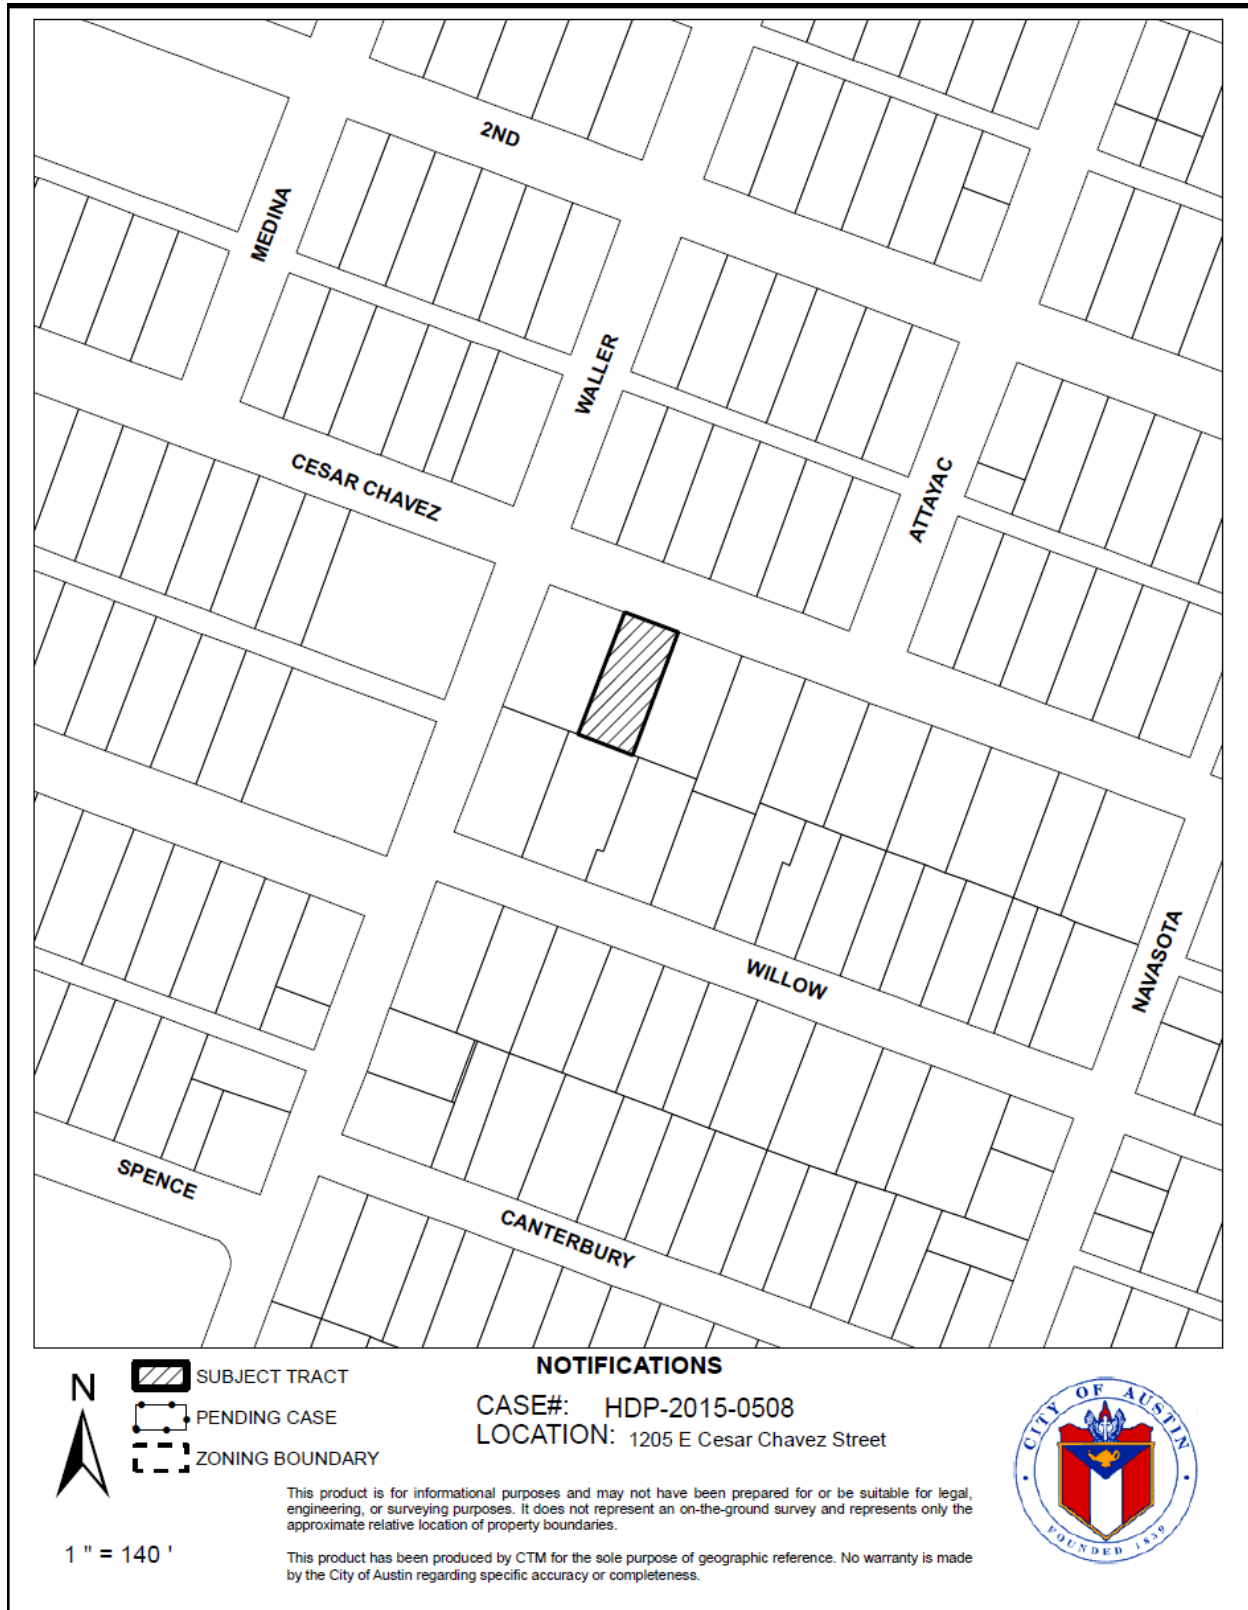 2ND
MEDINA
WALLER
CESAR CHAVEZ
ATTAYAC
WILLOW
NAVASOTA
SPENCE
CANTERBURY
N
1 " = 140 '
SUBJECT TRACT
PENDING CASE
ZONING BOUNDARY
NOTIFICATIONS
CASE#: HDP-2015-0508
LOCATION: 1205 E Cesar Chavez Street
This product is for informational purposes and may not have been prepared for or be suitable for legal,
engineering, or surveying purposes. It does not represent an on-the-ground survey and represents only the
approximate relative location of property boundaries.
This product has been produced by CTM for the sole purpose of geographic reference. No warranty is made
by the City of Austin regarding specific accuracy or completeness.
CITY OF AUSTIN
FOUNDED 1839